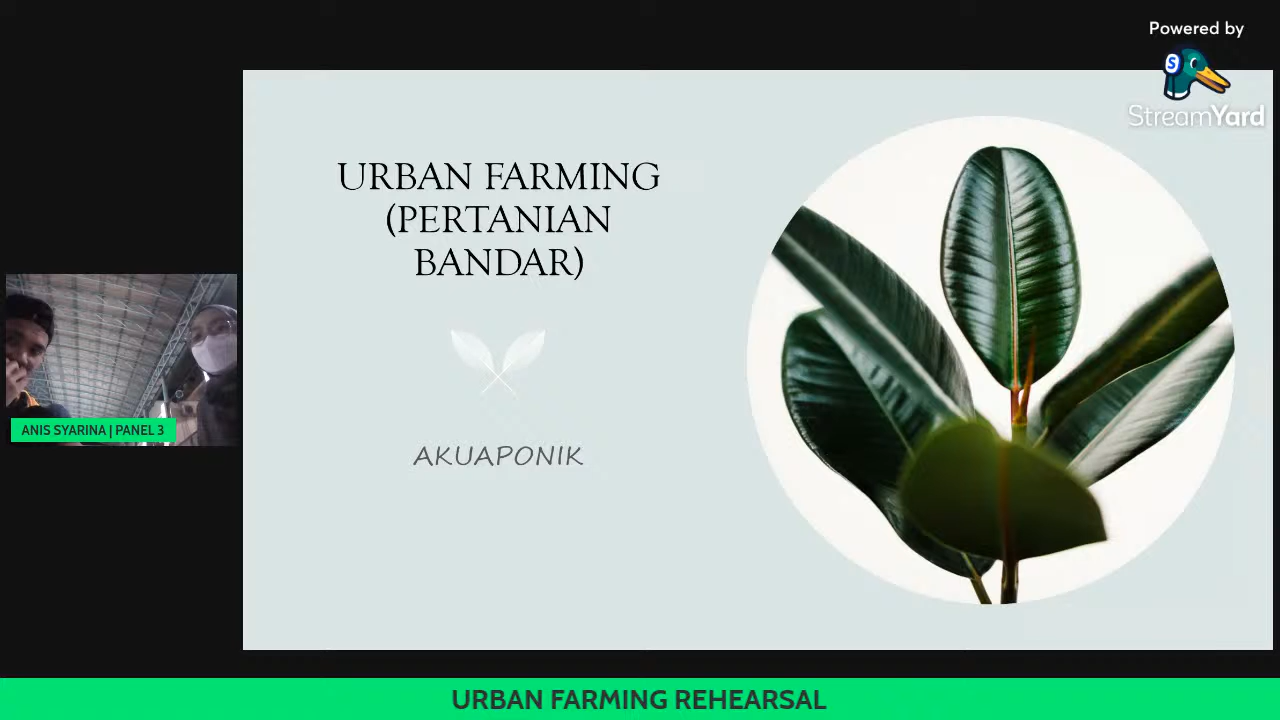 Powered by
S
StreamYard
URBAN FARMING
(PERTANIAN
BANDAR)
AKUAPONIK
ANIS SYARINA | PANEL 3
URBAN FARMING REHEARSAL